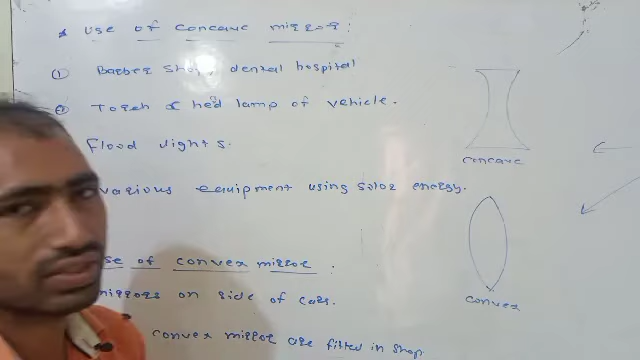 * Use of concave mirror:
① Barber shop, dental hospital
② Torch & hed lamp of vehicle.
Flood lights.
various equipment using solar energy.
se of convex mirror.
mirrors on side of cars.
convex mirror are fitted in shop
concave
convex